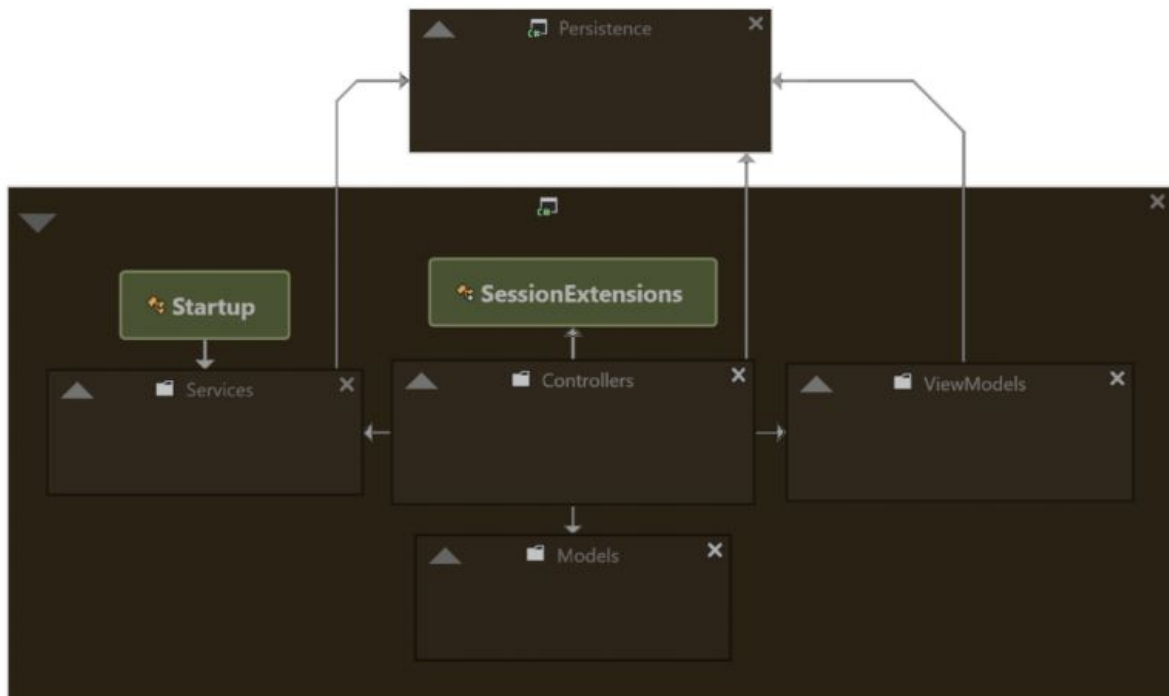 Persistence
Startup
SessionExtensions
Services
Controllers
ViewModels
Models